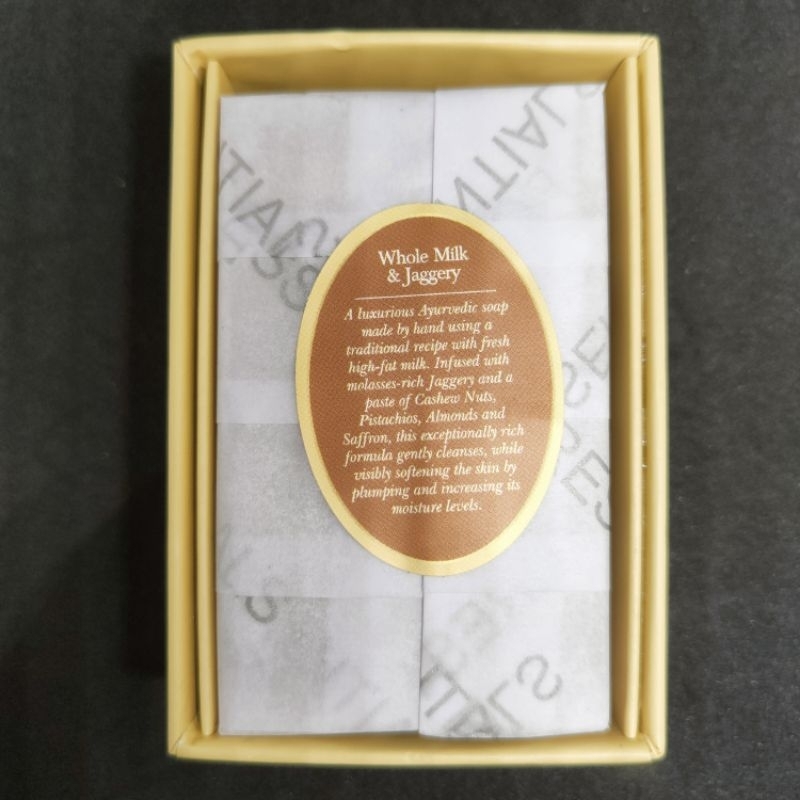 Whole Milk
& Jaggery
A luxurious Ayurvedic soap
made by hand using a
traditional recipe with fresh
high-fat milk. Infused with
molasses-rich Jaggery and a
paste of Cashew Nuts,
Pistachios, Almonds and
Saffron, this exceptionally rich
formula gently cleanses, while
visibly softening the skin by
plumping and increasing its
moisture levels.